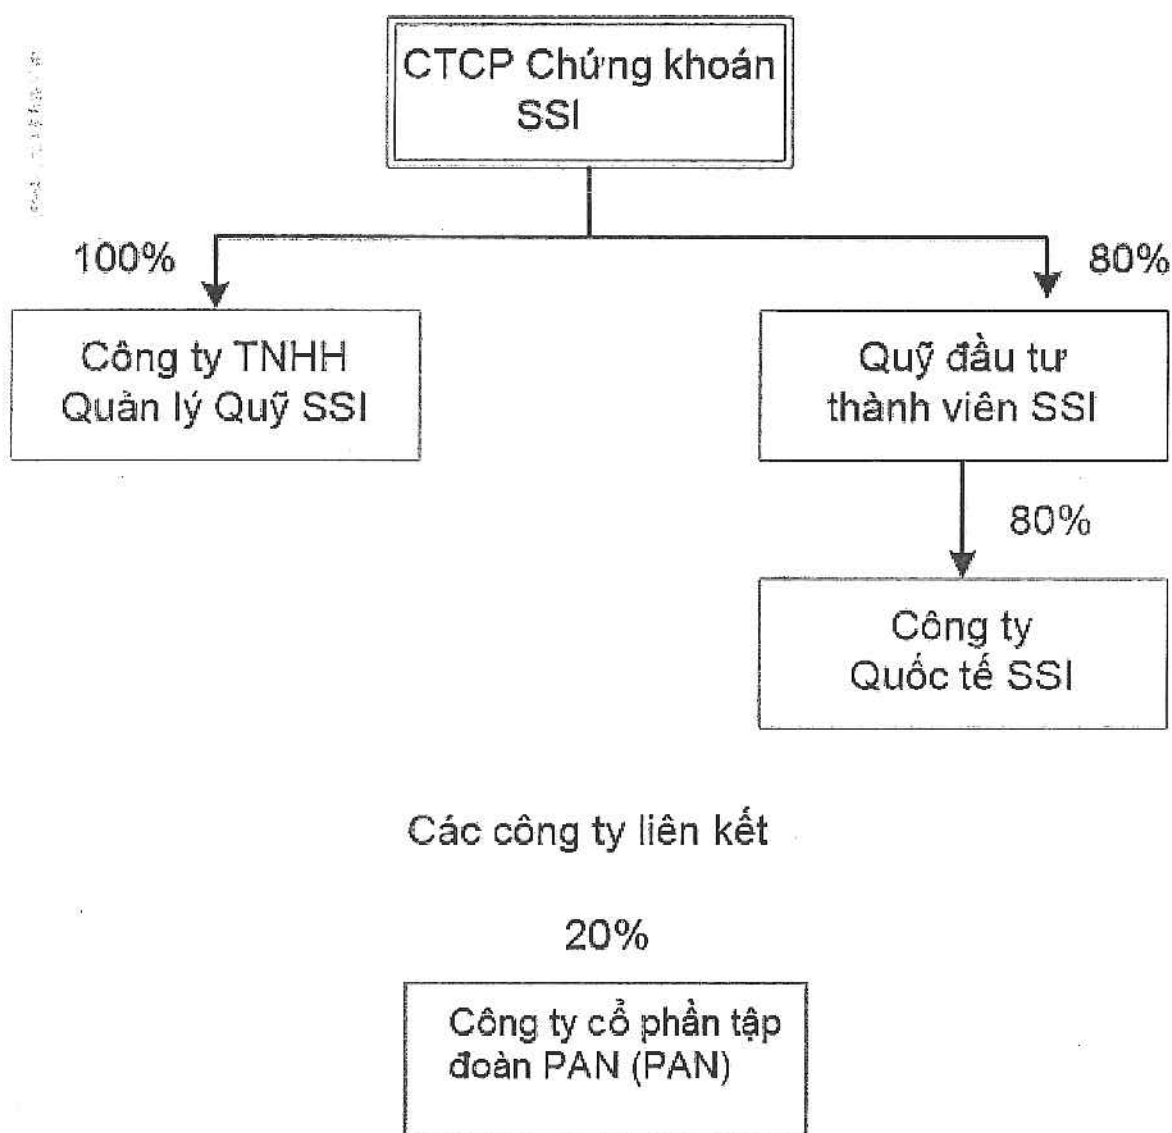 CTCP Chứng khoán
SSI
100%
80%
Công ty TNHH
Quản lý Quỹ SSI
Quỹ đầu tư
thành viên SSI
80%
Công ty
Quốc tế SSI
Các công ty liên kết
20%
Công ty cổ phần tập
đoàn PAN (PAN)